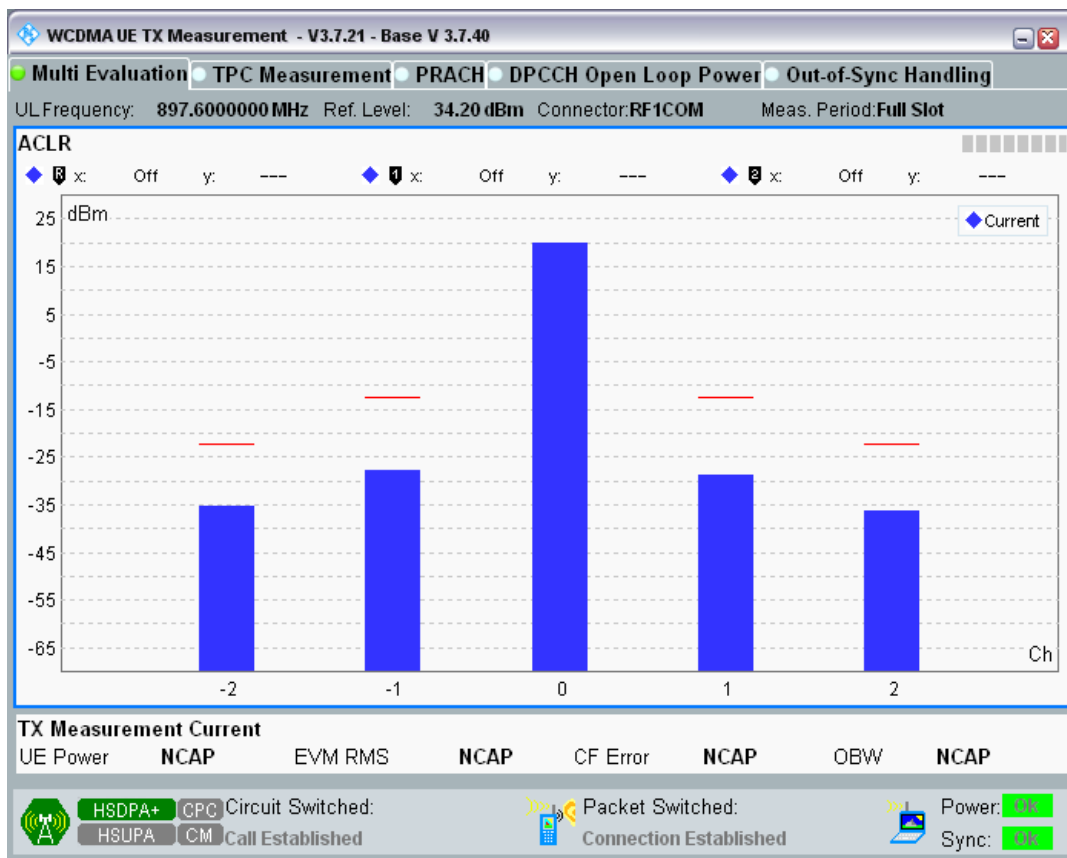 WCDMA UE TX Measurement - V3.7.21 - Base V 3.7.40
Multi Evaluation TPC Measurement PRACH DPCCH Open Loop Power Out-of-Sync Handling
UL Frequency: 897.6000000 MHz Ref. Level: 34.20 dBm Connector:RF1COM Meas. Period:Full Slot
ACLR
R x: Off y: --- 1 x: Off y: --- 2 x: Off y: ---
dBm
Current
25
15
5
-5
-15
-25
-35
-45
-55
-65
Ch
-2 -1 0 1 2
TX Measurement Current
UE Power NCAP EVM RMS NCAP CF Error NCAP OBW NCAP
HSDPA+ CPC Circuit Switched: Packet Switched: Power: Ok
HSUPA CM Call Established Connection Established Sync: Ok